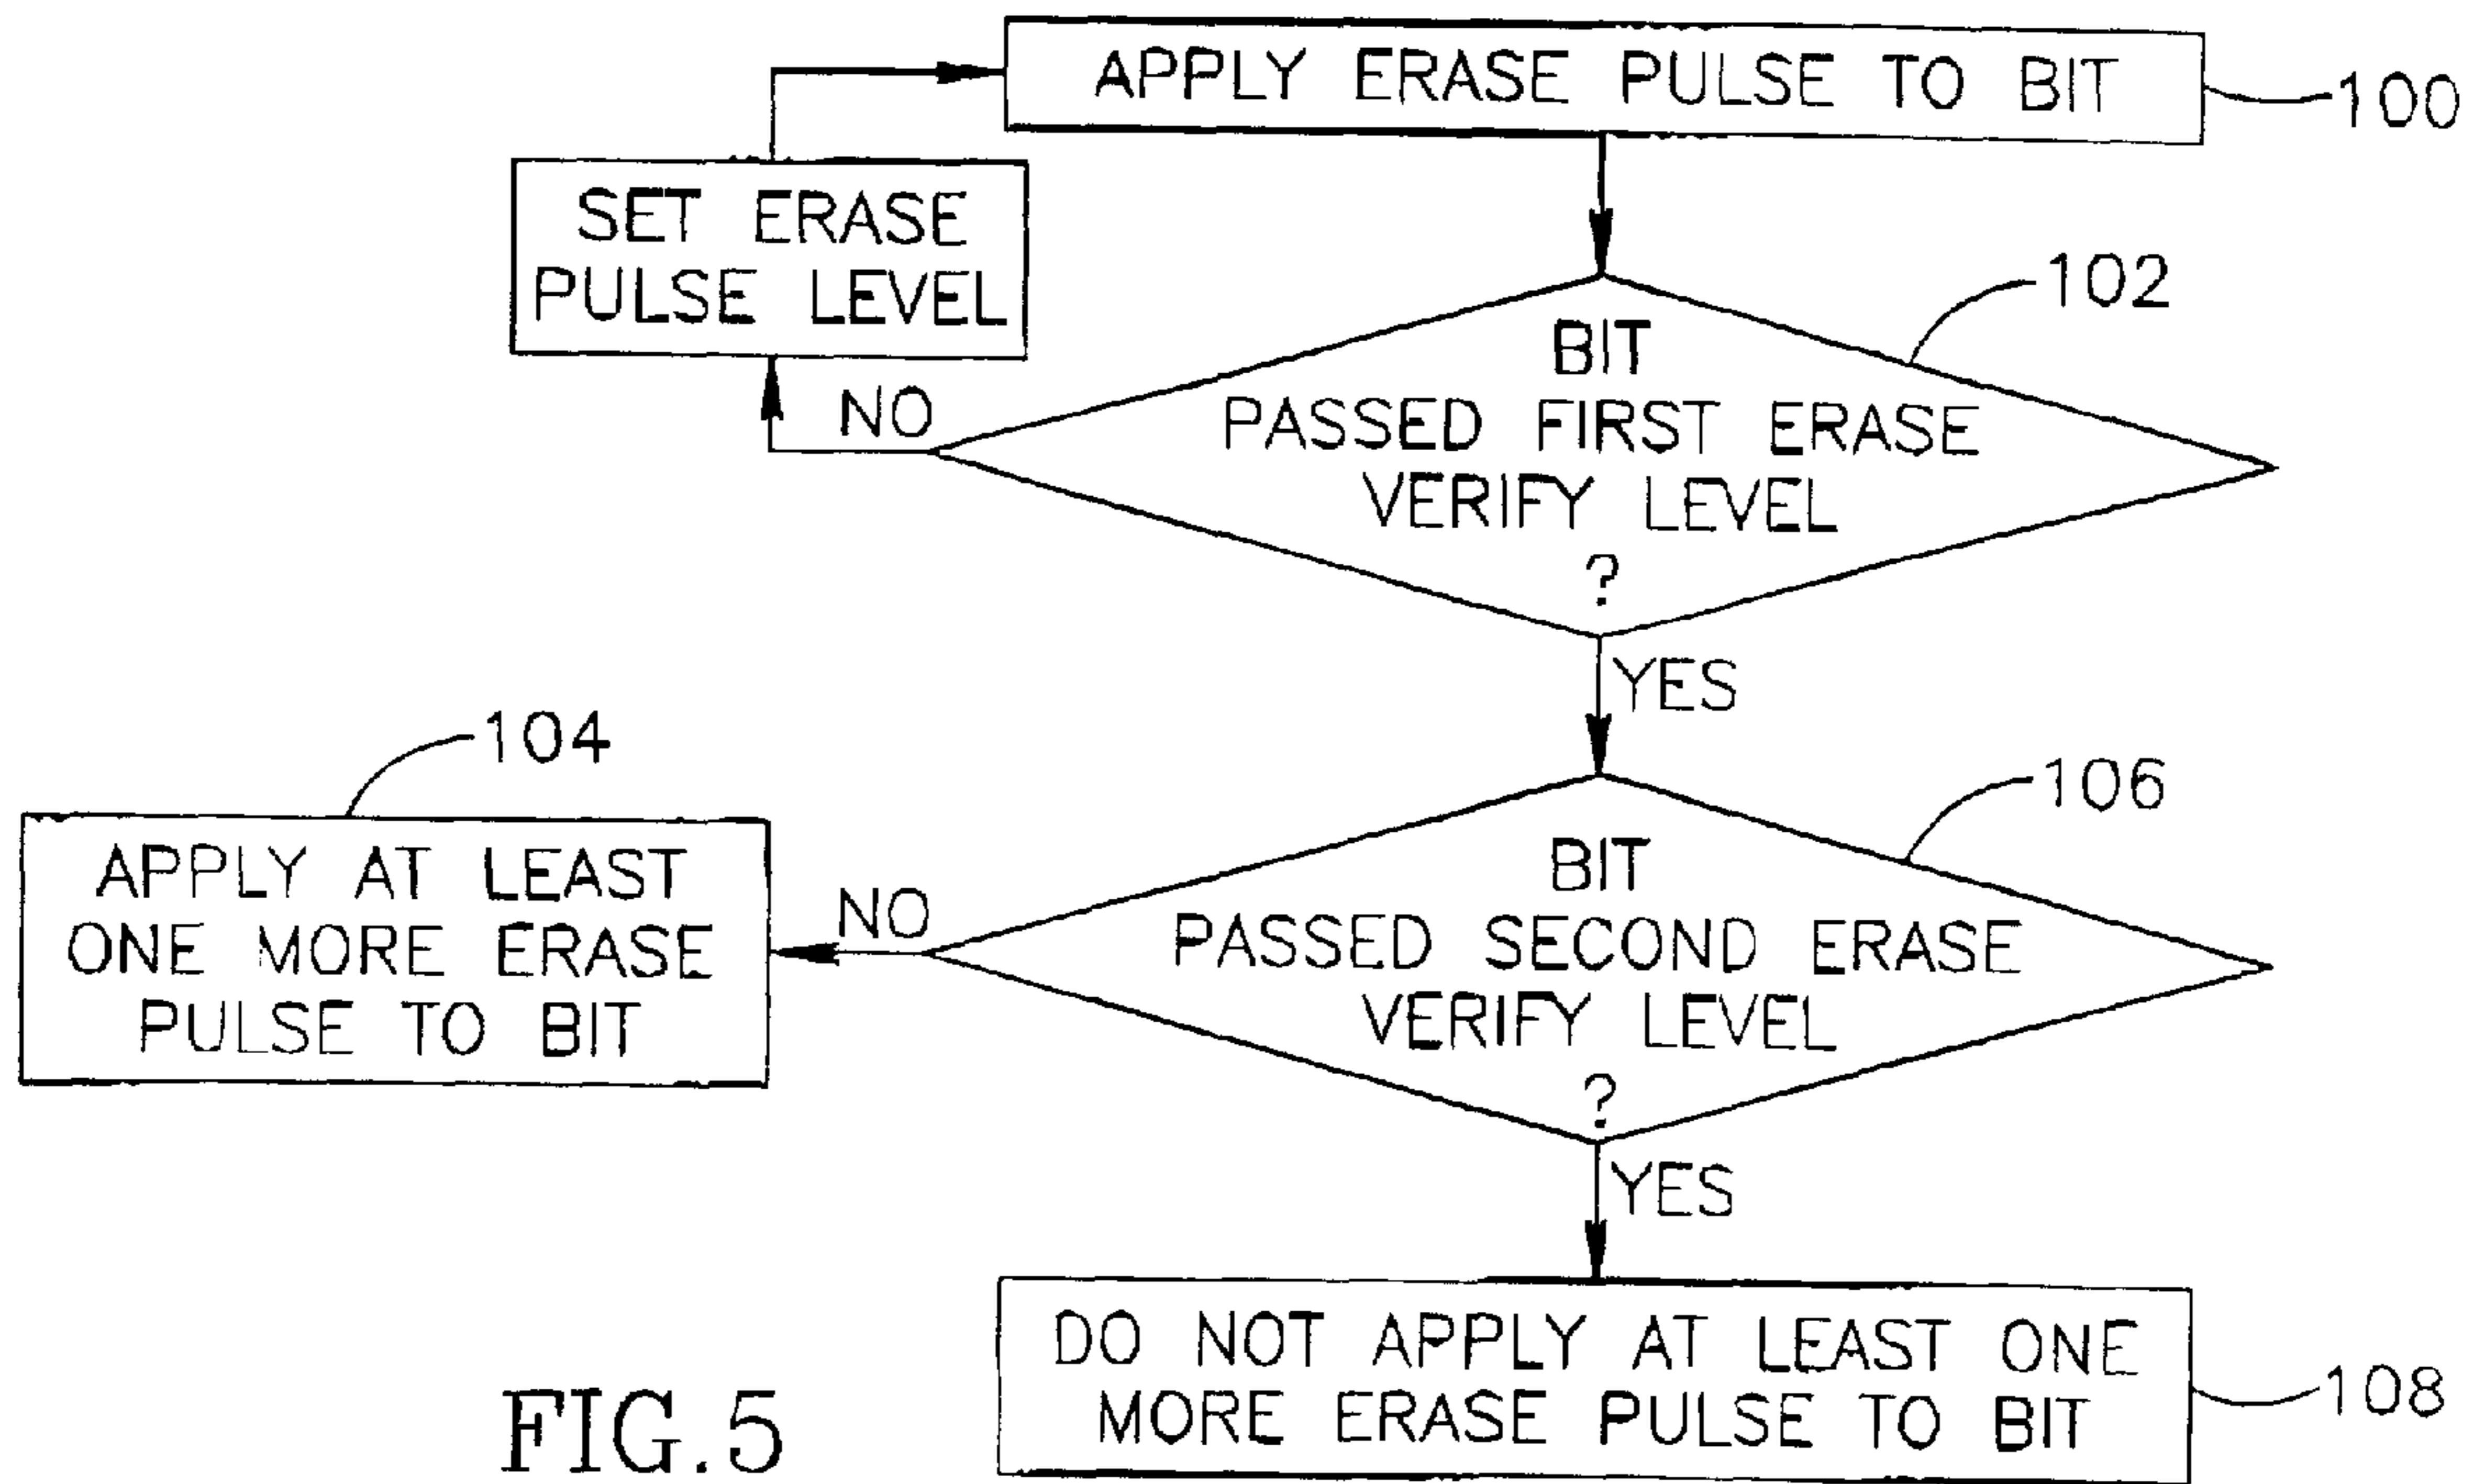 APPLY ERASE PULSE TO BIT
100
SET ERASE
PULSE LEVEL
102
BIT
PASSED FIRST ERASE
VERIFY LEVEL
?
NO
YES
104
APPLY AT LEAST
ONE MORE ERASE
PULSE TO BIT
106
BIT
PASSED SECOND ERASE
VERIFY LEVEL
?
NO
YES
DO NOT APPLY AT LEAST ONE
MORE ERASE PULSE TO BIT
108
FIG.5